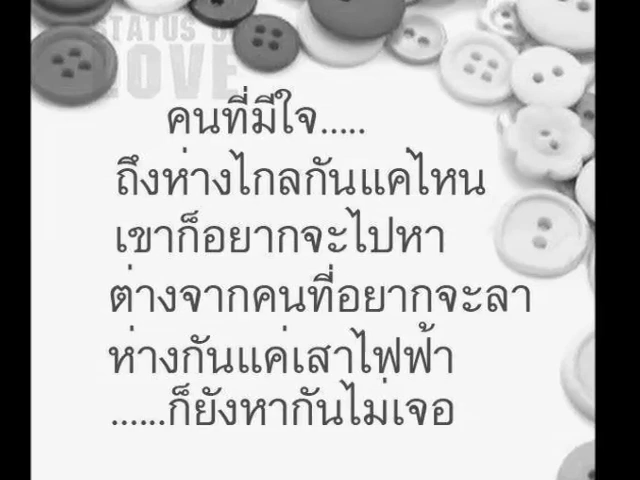 STATUS OF
LOVE
คนที่มีใจ.....
ถึงห่างไกลกันแค่ไหน
เขาก็อยากจะไปหา
ต่างจากคนที่อยากจะลา
ห่างกันแค่เสาไฟฟ้า
......ก็ยังหากันไม่เจอ